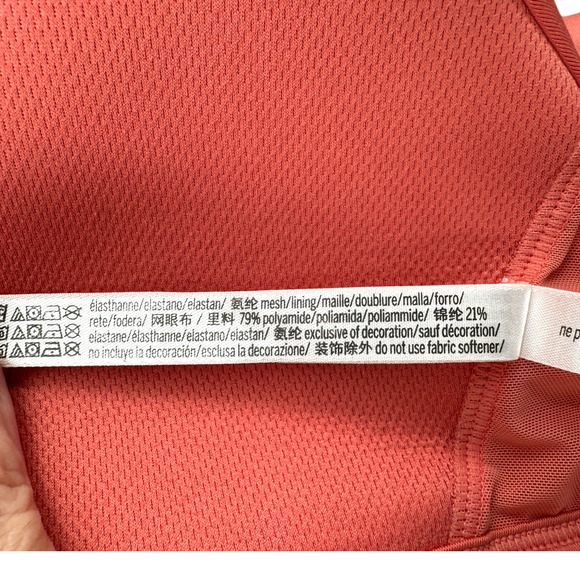 élasthanne/elastano/elastan/ 氨纶 mesh/lining/maille/doublure/malla/forro/
rete/fodera/ 网眼布 / 里料 79% polyamide/poliamida/poliammide/ 锦纶 21%
elastane/élasthanne/elastano/elastan/ 氨纶 exclusive of decoration/sauf décoration/
no incluye la decoración/esclusa la decorazione/ 装饰除外 do not use fabric softener/
ne p